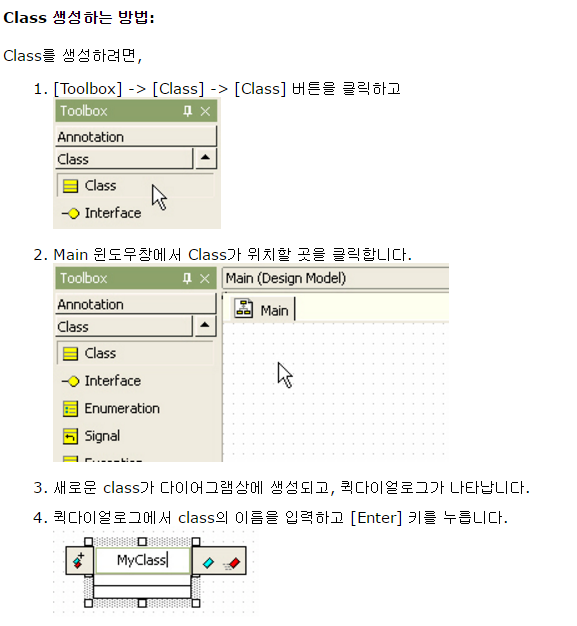 Class 생성하는 방법:
Class를 생성하려면,
1. [Toolbox] -> [Class] -> [Class] 버튼을 클릭하고
Toolbox
Annotation
Class
Class
Interface
2. Main 윈도우창에서 Class가 위치할 곳을 클릭합니다.
Toolbox
Main (Design Model)
Annotation
Main
Class
Class
Interface
Enumeration
Signal
Exception
3. 새로운 class가 다이어그램상에 생성되고, 퀵다이얼로그가 나타납니다.
4. 퀵다이얼로그에서 class의 이름을 입력하고 [Enter] 키를 누릅니다.
MyClass